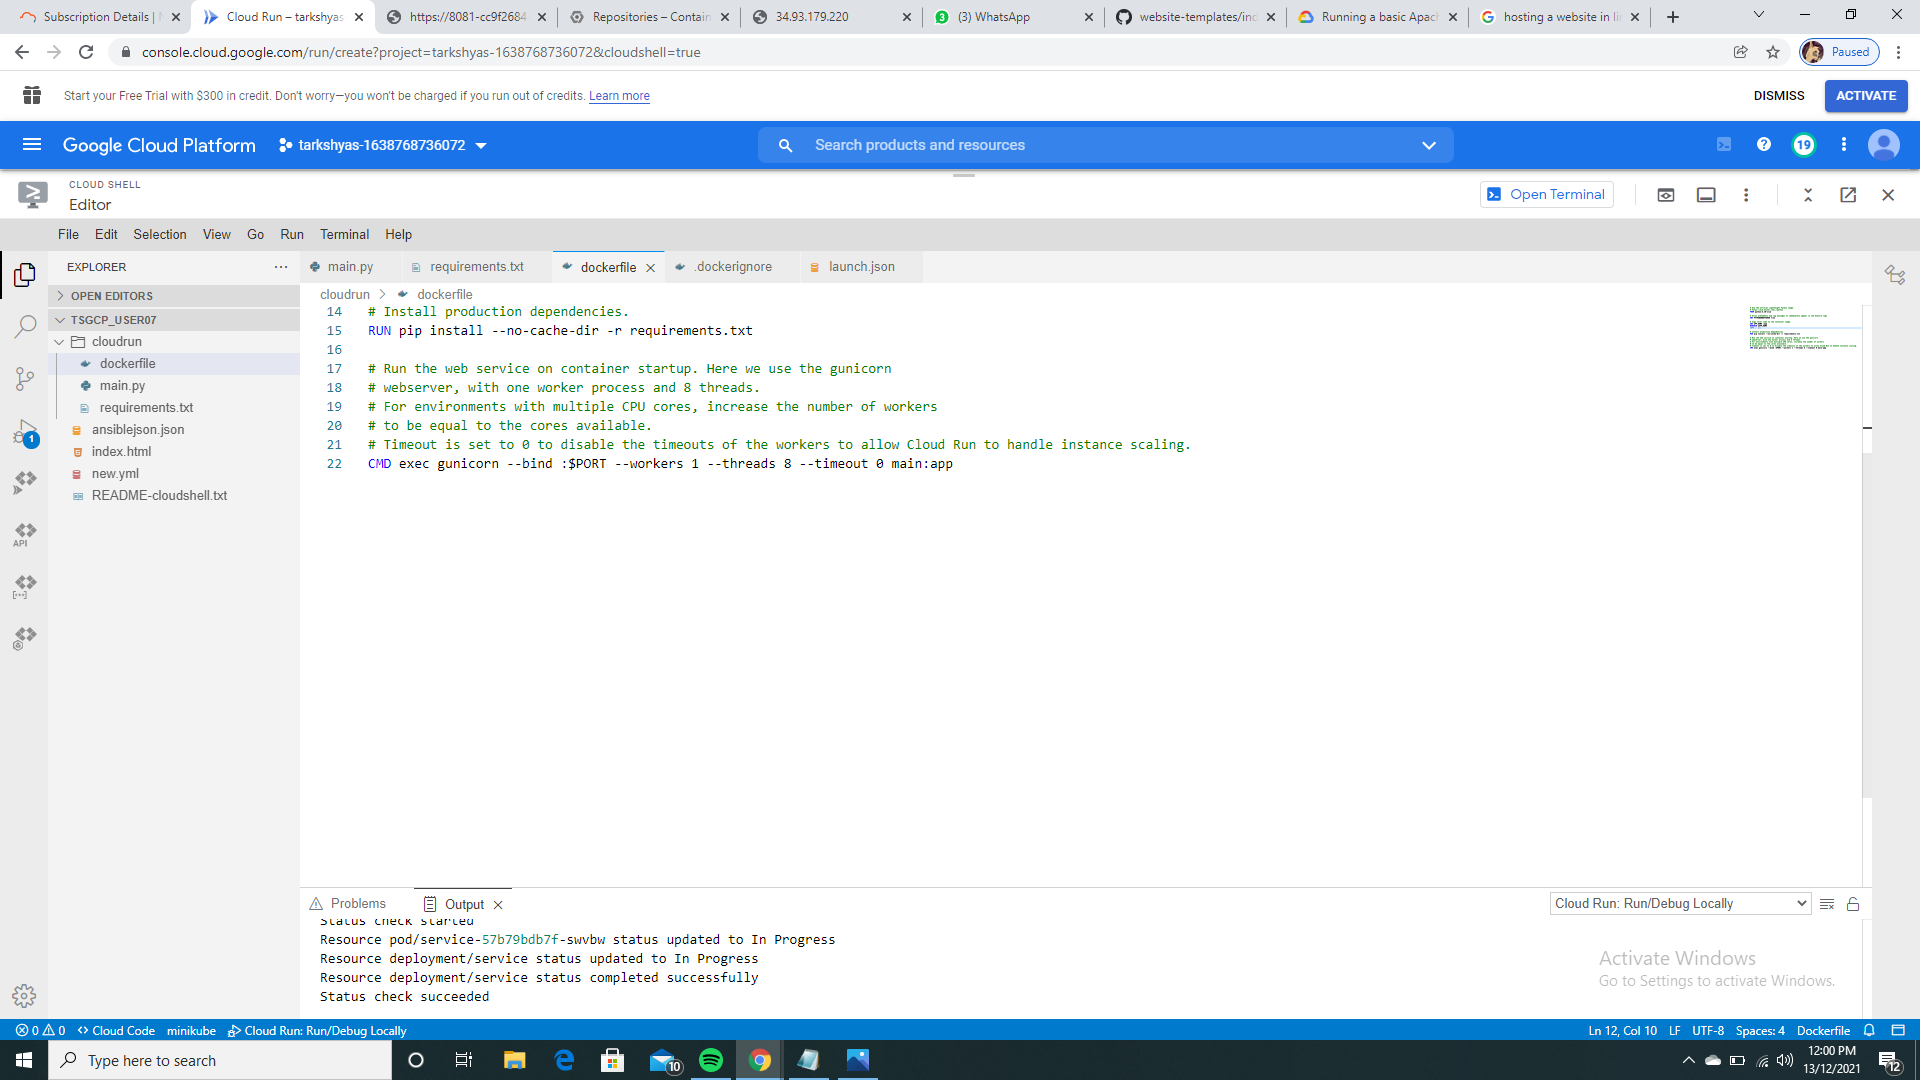 Subscription Details |
Cloud Run – tarkshyas
https://8081-cc9f2684
Repositories – Contain
34.93.179.220
(3) WhatsApp
website-templates/ind
Running a basic Apac
hosting a website in li
console.cloud.google.com/run/create?project=tarkshyas-1638768736072&cloudshell=true
Paused
Start your Free Trial with $300 in credit. Don't worry—you won't be charged if you run out of credits. Learn more
DISMISS
ACTIVATE
Google Cloud Platform
tarkshyas-1638768736072
Search products and resources
19
CLOUD SHELL
Editor
Open Terminal
File Edit Selection View Go Run Terminal Help
EXPLORER
main.py
requirements.txt
dockerfile
.dockerignore
launch.json
OPEN EDITORS
TSGCP_USER07
cloudrun
dockerfile
main.py
requirements.txt
ansiblejson.json
index.html
new.yml
README-cloudshell.txt
1
API
cloudrun > dockerfile
14 # Install production dependencies.
15 RUN pip install --no-cache-dir -r requirements.txt
16
17 # Run the web service on container startup. Here we use the gunicorn
18 # webserver, with one worker process and 8 threads.
19 # For environments with multiple CPU cores, increase the number of workers
20 # to be equal to the cores available.
21 # Timeout is set to 0 to disable the timeouts of the workers to allow Cloud Run to handle instance scaling.
22 CMD exec gunicorn --bind :$PORT --workers 1 --threads 8 --timeout 0 main:app
Problems
Output
Cloud Run: Run/Debug Locally
Status check started
Resource pod/service-57b79bdb7f-swvbw status updated to In Progress
Resource deployment/service status updated to In Progress
Resource deployment/service status completed successfully
Status check succeeded
Activate Windows
Go to Settings to activate Windows.
0 0 <> Cloud Code minikube Cloud Run: Run/Debug Locally
Ln 12, Col 10 LF UTF-8 Spaces: 4 Dockerfile
Type here to search
10
12:00 PM
13/12/2021
12